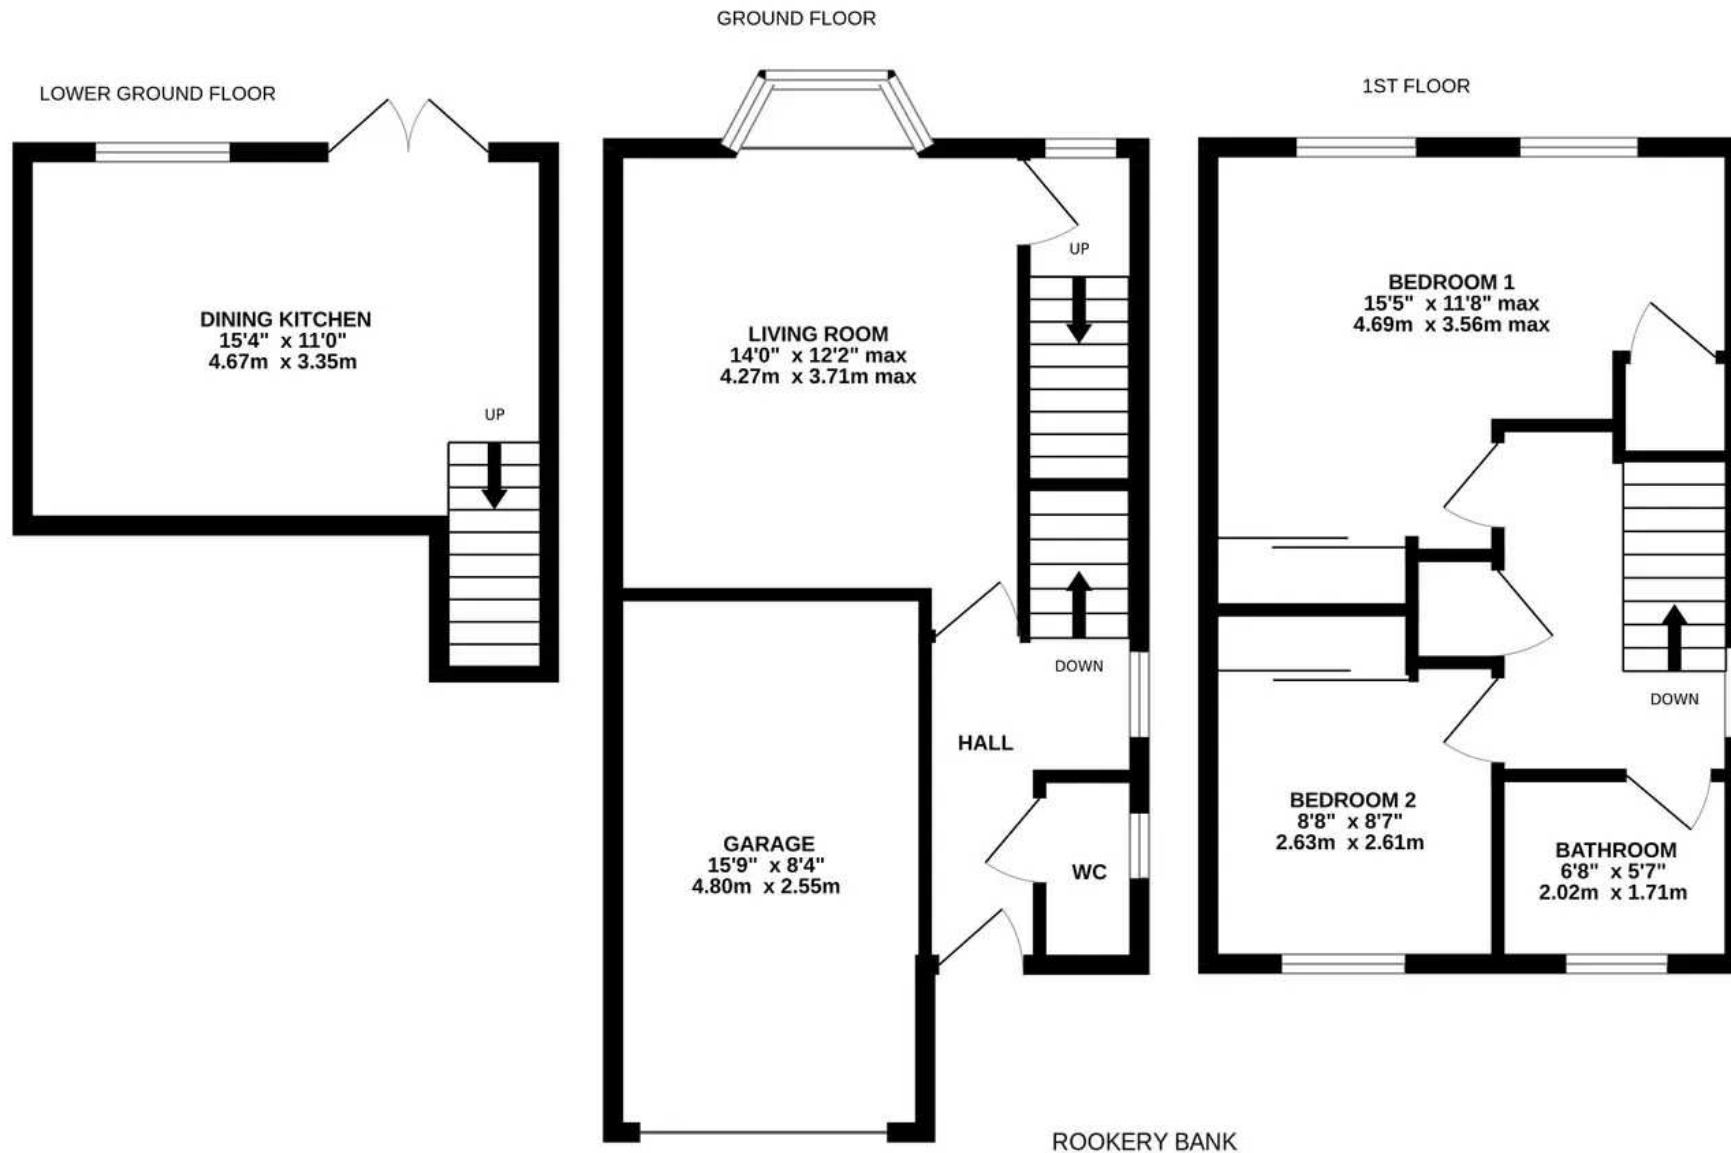 LOWER GROUND FLOOR
DINING KITCHEN
15'4" x 11'0"
4.67m x 3.35m
UP
GROUND FLOOR
LIVING ROOM
14'0" x 12'2" max
4.27m x 3.71m max
UP
DOWN
HALL
GARAGE
15'9" x 8'4"
4.80m x 2.55m
WC
1ST FLOOR
BEDROOM 1
15'5" x 11'8" max
4.69m x 3.56m max
DOWN
BEDROOM 2
8'8" x 8'7"
2.63m x 2.61m
BATHROOM
6'8" x 5'7"
2.02m x 1.71m
ROOKERY BANK